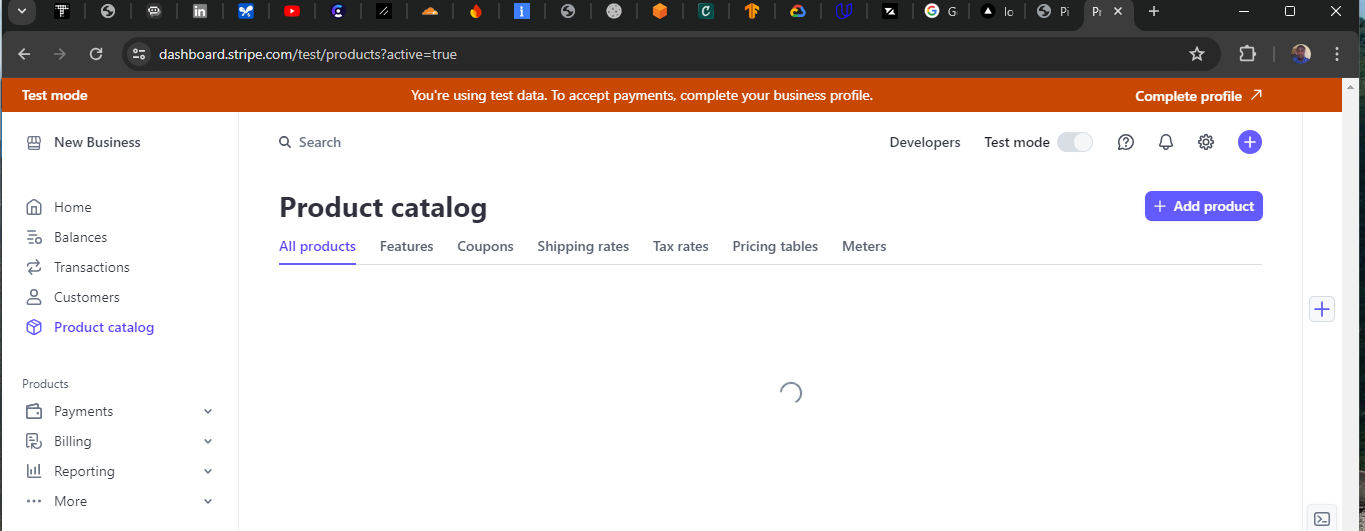 G
lo
Pi
Pr
dashboard.stripe.com/test/products?active=true
Test mode
You're using test data. To accept payments, complete your business profile.
Complete profile
New Business
Search
Developers
Test mode
Home
Balances
Transactions
Customers
Product catalog
Product catalog
Add product
All products
Features
Coupons
Shipping rates
Tax rates
Pricing tables
Meters
Products
Payments
Billing
Reporting
More